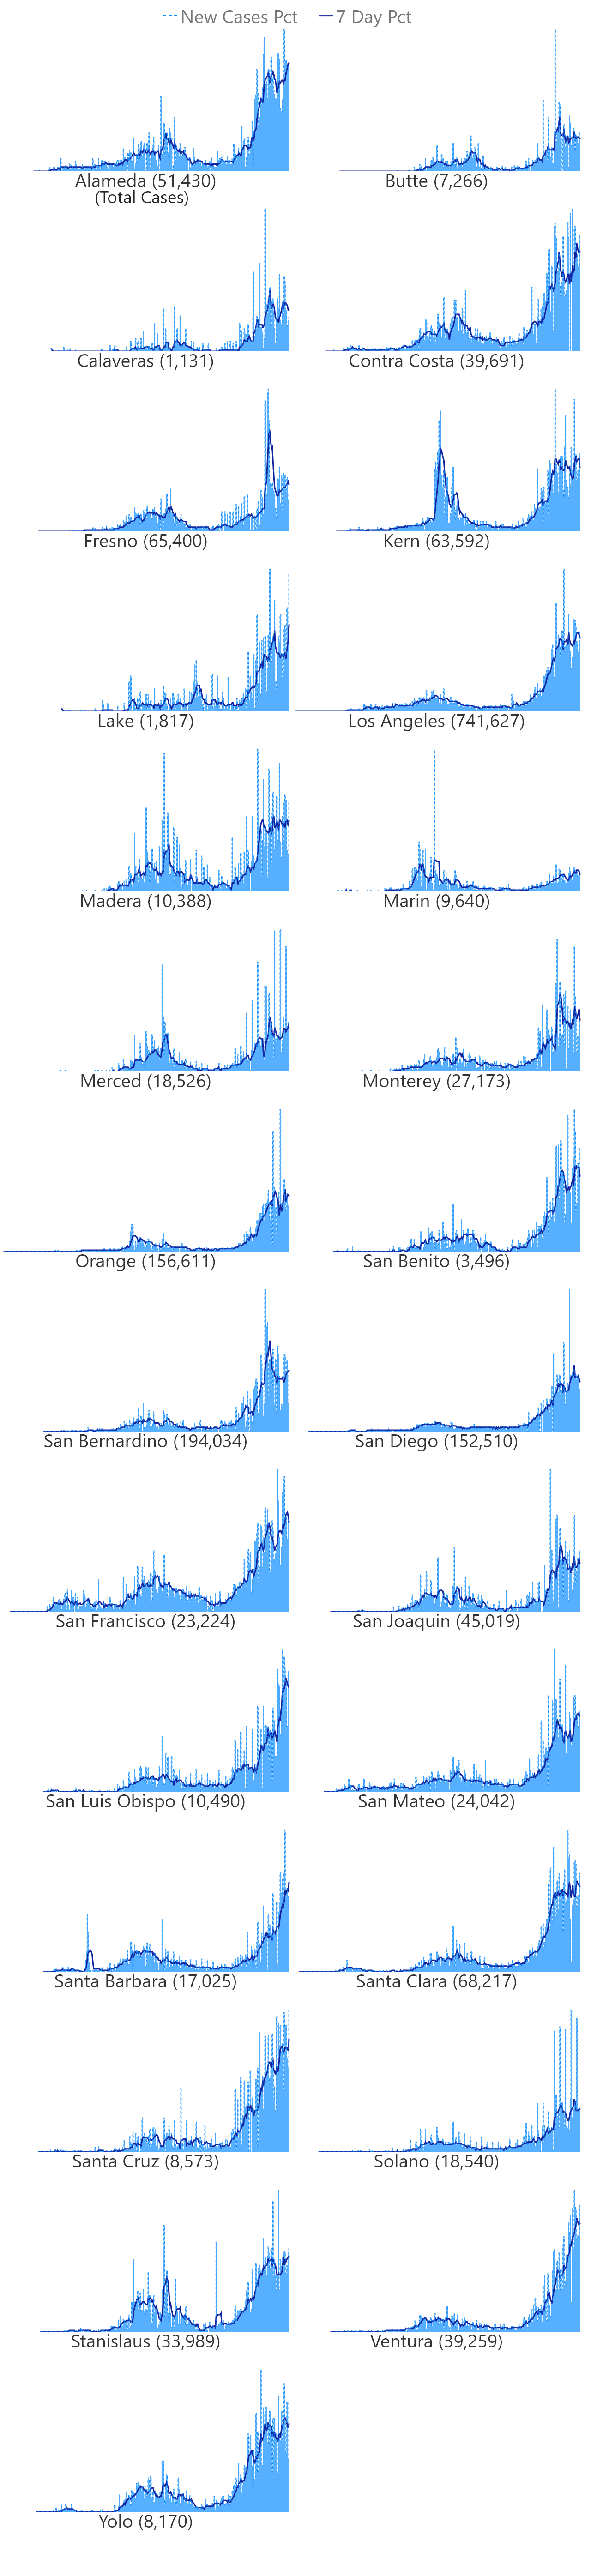 New Cases Pct 7 Day Pct
Alameda (51,430)
(Total Cases)
Butte (7,266)
Calaveras (1,131)
Contra Costa (39,691)
Fresno (65,400)
Kern (63,592)
Lake (1,817)
Los Angeles (741,627)
Madera (10,388)
Marin (9,640)
Merced (18,526)
Monterey (27,173)
Orange (156,611)
San Benito (3,496)
San Bernardino (194,034)
San Diego (152,510)
San Francisco (23,224)
San Joaquin (45,019)
San Luis Obispo (10,490)
San Mateo (24,042)
Santa Barbara (17,025)
Santa Clara (68,217)
Santa Cruz (8,573)
Solano (18,540)
Stanislaus (33,989)
Ventura (39,259)
Yolo (8,170)